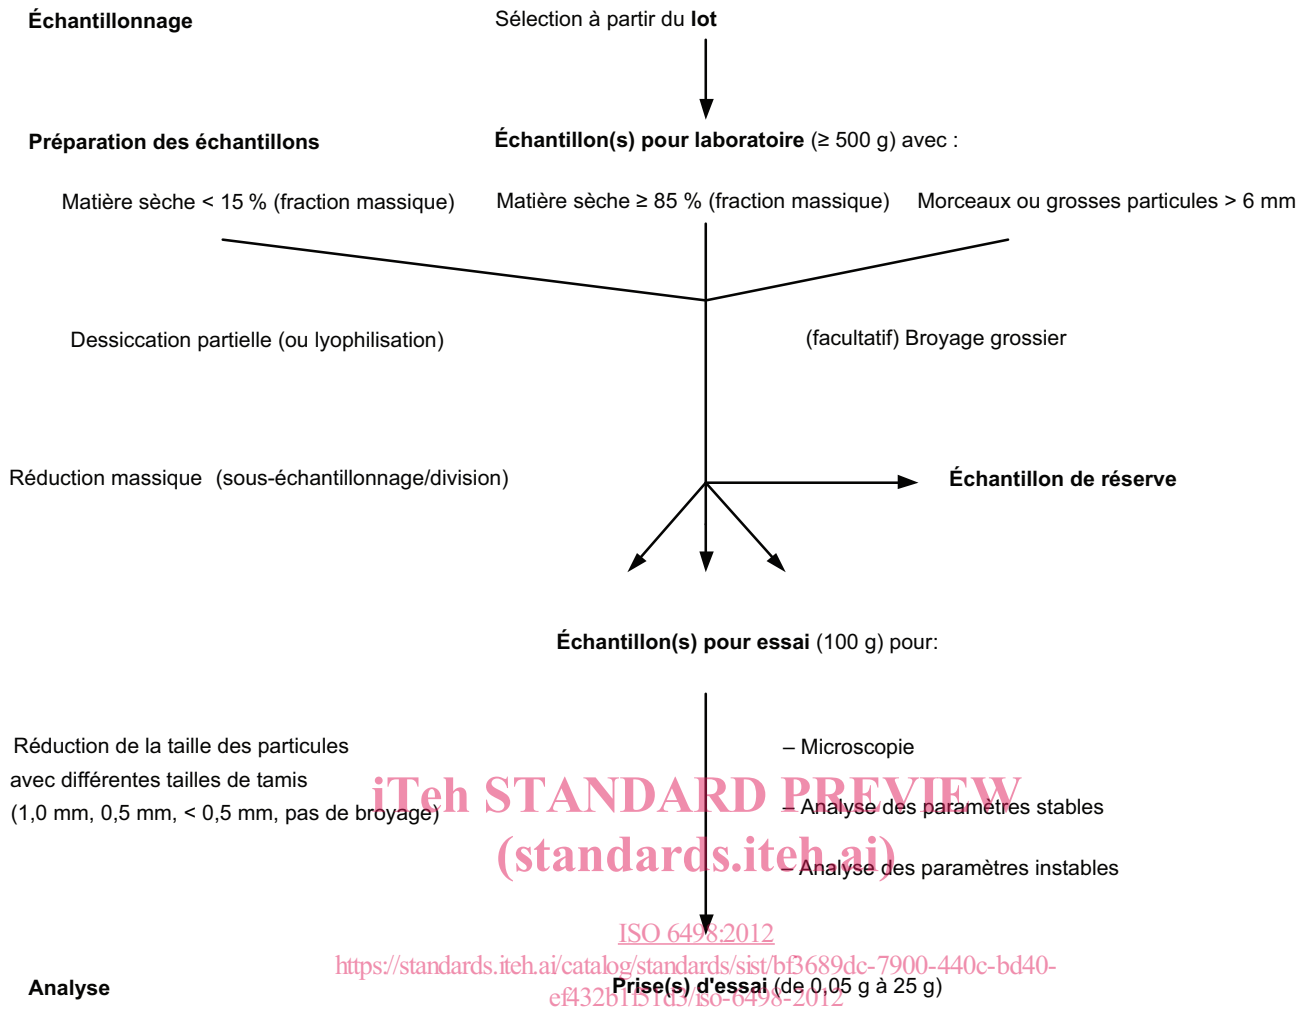 Échantillonnage
Sélection à partir du lot
Préparation des échantillons
Échantillon(s) pour laboratoire (≥ 500 g) avec :
Matière sèche < 15 % (fraction massique)
Matière sèche ≥ 85 % (fraction massique)
Morceaux ou grosses particules > 6 mm
Dessiccation partielle (ou lyophilisation)
(facultatif) Broyage grossier
Réduction massique (sous-échantillonnage/division)
Échantillon de réserve
Échantillon(s) pour essai (100 g) pour:
Réduction de la taille des particules
avec différentes tailles de tamis
(1,0 mm, 0,5 mm, < 0,5 mm, pas de broyage)
– Microscopie
– Analyse des paramètres stables
– Analyse des paramètres instables
iTeh STANDARD PREVIEW
(standards.iteh.ai)
ISO 6498:2012
https://standards.iteh.ai/catalog/standards/sist/bf3689dc-7900-440c-bd40-
ef432b1f51d3/iso-6498-2012
Analyse
Prise(s) d'essai (de 0,05 g à 25 g)